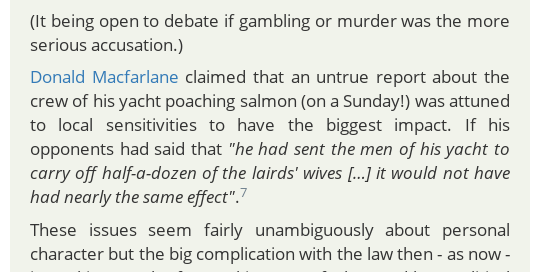 (It being open to debate if gambling or murder was the more
serious accusation.)
Donald Macfarlane claimed that an untrue report about the
crew of his yacht poaching salmon (on a Sunday!) was attuned
to local sensitivities to have the biggest impact. If his
opponents had said that "he had sent the men of his yacht to
carry off half-a-dozen of the lairds' wives [...] it would not have
had nearly the same effect".7
These issues seem fairly unambiguously about personal
character but the big complication with the law then - as now -